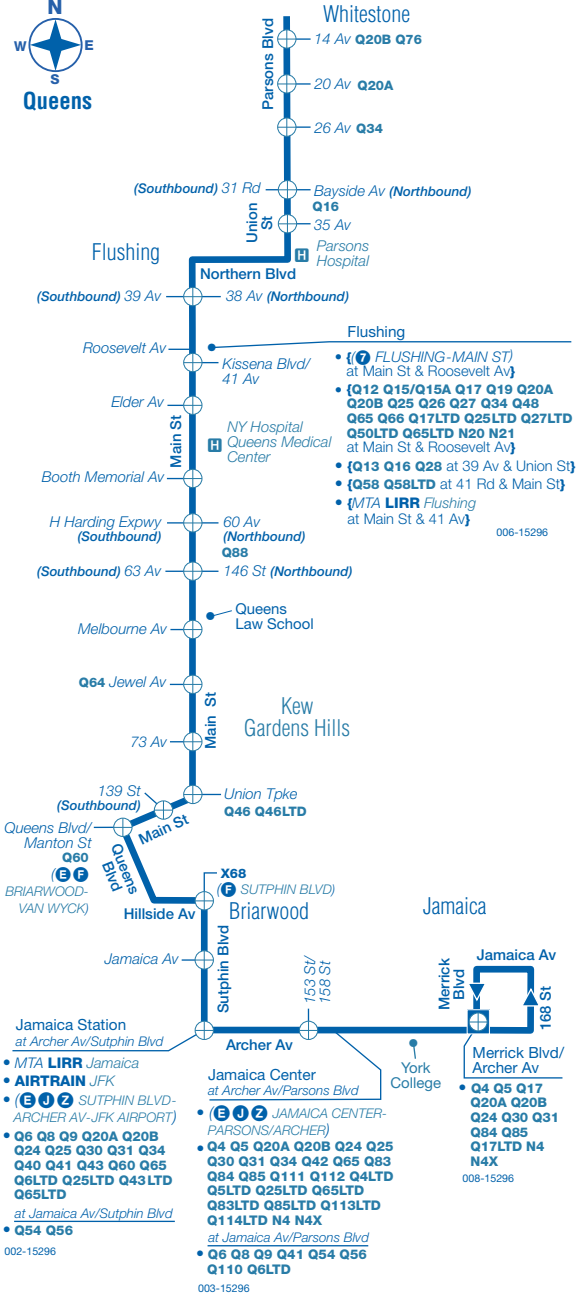 N
W E
S
Queens
Whitestone
Parsons Blvd
14 Av Q20B Q76
20 Av Q20A
26 Av Q34
(Southbound) 31 Rd
Bayside Av (Northbound)
Q16
Union
St
35 Av
H Parsons
Hospital
Flushing
Northern Blvd
(Southbound) 39 Av
38 Av (Northbound)
Roosevelt Av
Kissena Blvd/
41 Av
Elder Av
Main St
H NY Hospital
Queens Medical
Center
Booth Memorial Av
H Harding Expwy
(Southbound)
60 Av
(Northbound)
Q88
(Southbound) 63 Av
146 St (Northbound)
Queens
Law School
Melbourne Av
Q64 Jewel Av
Main St
Kew
Gardens Hills
73 Av
Union Tpke
Q46 Q46LTD
139 St
(Southbound)
Main St
Queens Blvd/
Manton St
Q60
(E F
BRIARWOOD-
VAN WYCK)
Queens
Blvd
X68
(F SUTPHIN BLVD)
Hillside Av
Briarwood
Jamaica Av
Sutphin Blvd
Jamaica
153 St/
158 St
Archer Av
York
College
Merrick
Blvd
Jamaica Av
168 St
Flushing
• {(7 FLUSHING-MAIN ST)
at Main St & Roosevelt Av}
• {Q12 Q15/Q15A Q17 Q19 Q20A
Q20B Q25 Q26 Q27 Q34 Q48
Q65 Q66 Q17LTD Q25LTD Q27LTD
Q50LTD Q65LTD N20 N21
at Main St & Roosevelt Av}
• {Q13 Q16 Q28 at 39 Av & Union St}
• {Q58 Q58LTD at 41 Rd & Main St}
• {MTA LIRR Flushing
at Main St & 41 Av}
006-15296
Jamaica Station
at Archer Av/Sutphin Blvd
• MTA LIRR Jamaica
• AIRTRAIN JFK
• (E J Z SUTPHIN BLVD-
ARCHER AV-JFK AIRPORT)
• Q6 Q8 Q9 Q20A Q20B
Q24 Q25 Q30 Q31 Q34
Q40 Q41 Q43 Q60 Q65
Q6LTD Q25LTD Q43LTD
Q65LTD
at Jamaica Av/Sutphin Blvd
• Q54 Q56
002-15296
Jamaica Center
at Archer Av/Parsons Blvd
• (E J Z JAMAICA CENTER-
PARSONS/ARCHER)
• Q4 Q5 Q20A Q20B Q24 Q25
Q30 Q31 Q34 Q42 Q65 Q83
Q84 Q85 Q111 Q112 Q4LTD
Q5LTD Q25LTD Q65LTD
Q83LTD Q85LTD Q113LTD
Q114LTD N4 N4X
at Jamaica Av/Parsons Blvd
• Q6 Q8 Q9 Q41 Q54 Q56
Q110 Q6LTD
003-15296
Merrick Blvd/
Archer Av
• Q4 Q5 Q17
Q20A Q20B
Q24 Q30 Q31
Q84 Q85
Q17LTD N4
N4X
008-15296